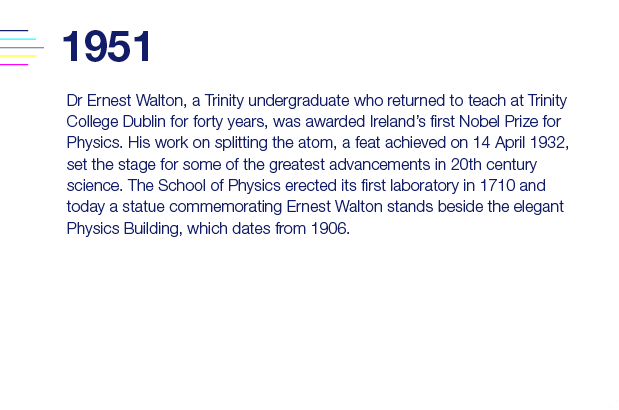 1951
Dr Ernest Walton, a Trinity undergraduate who returned to teach at Trinity
College Dublin for forty years, was awarded Ireland’s first Nobel Prize for
Physics. His work on splitting the atom, a feat achieved on 14 April 1932,
set the stage for some of the greatest advancements in 20th century
science. The School of Physics erected its first laboratory in 1710 and
today a statue commemorating Ernest Walton stands beside the elegant
Physics Building, which dates from 1906.